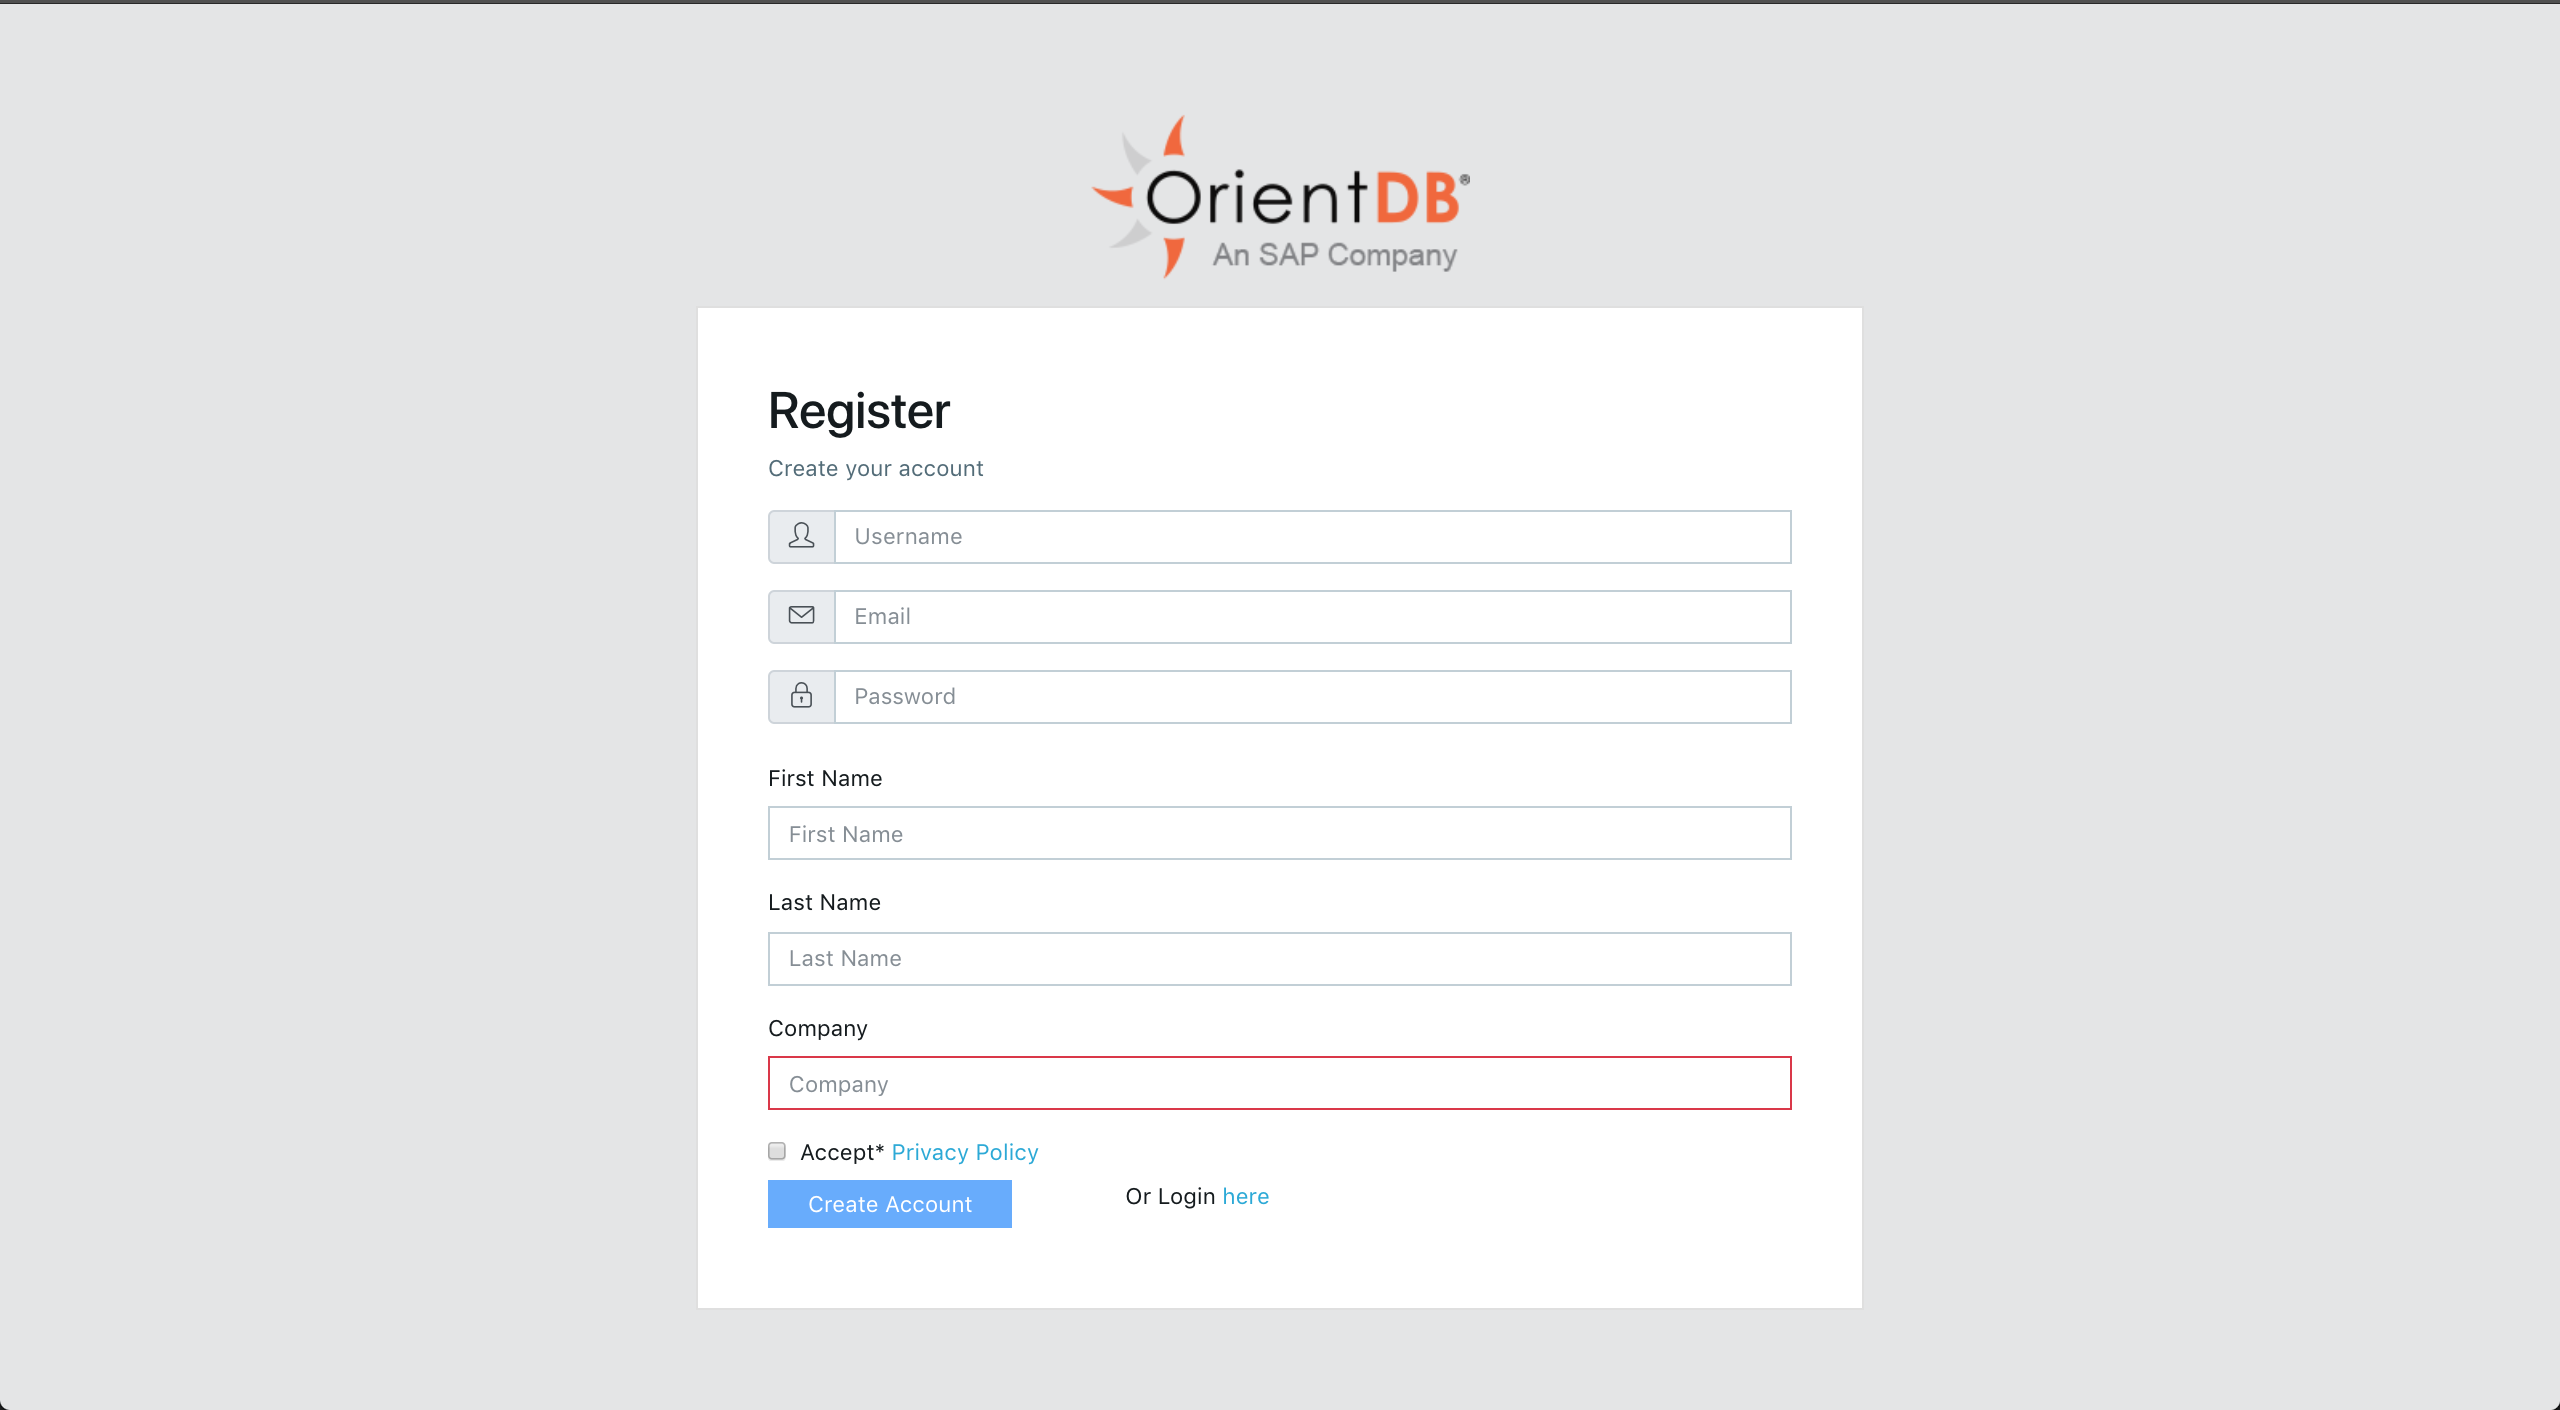 OrientDB®
An SAP Company
Register
Create your account
Username
Email
Password
First Name
First Name
Last Name
Last Name
Company
Company
Accept* Privacy Policy
Create Account
Or Login here